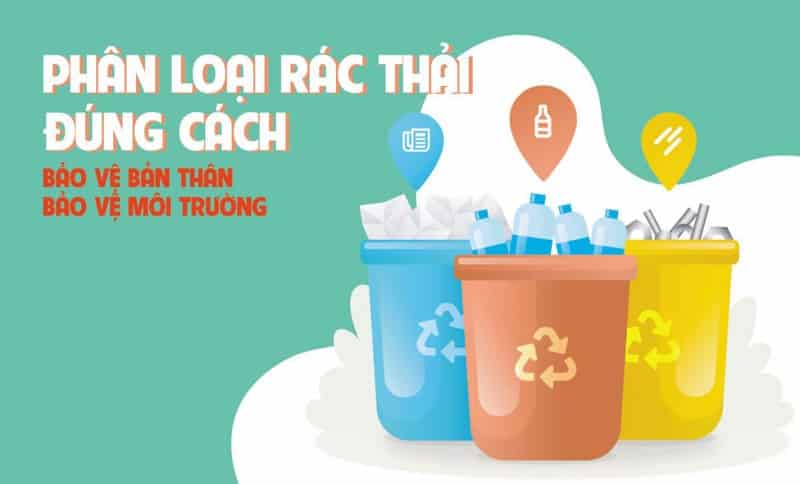 PHÂN LOẠI RÁC THẢI
ĐÚNG CÁCH
BẢO VỆ BẢN THÂN
BẢO VỆ MÔI TRƯỜNG